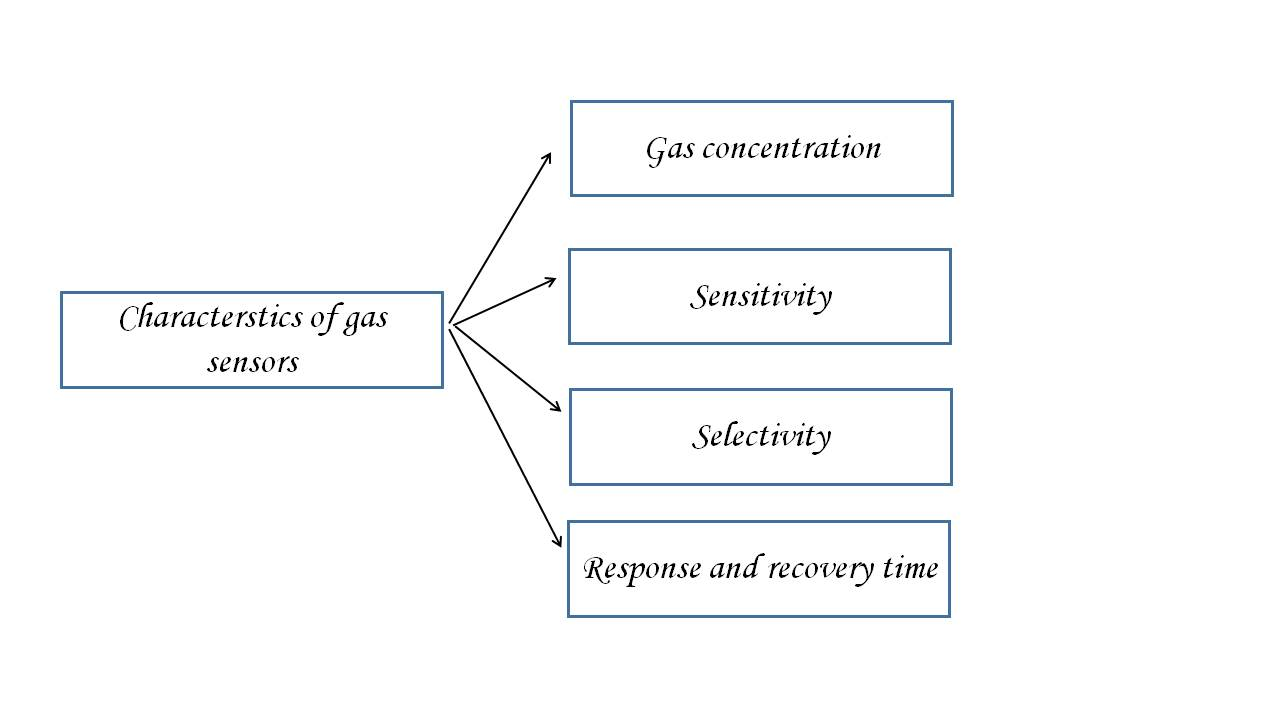 Gas concentration
Sensitivity
Characterstics of gas
sensors
Selectivity
Response and recovery time